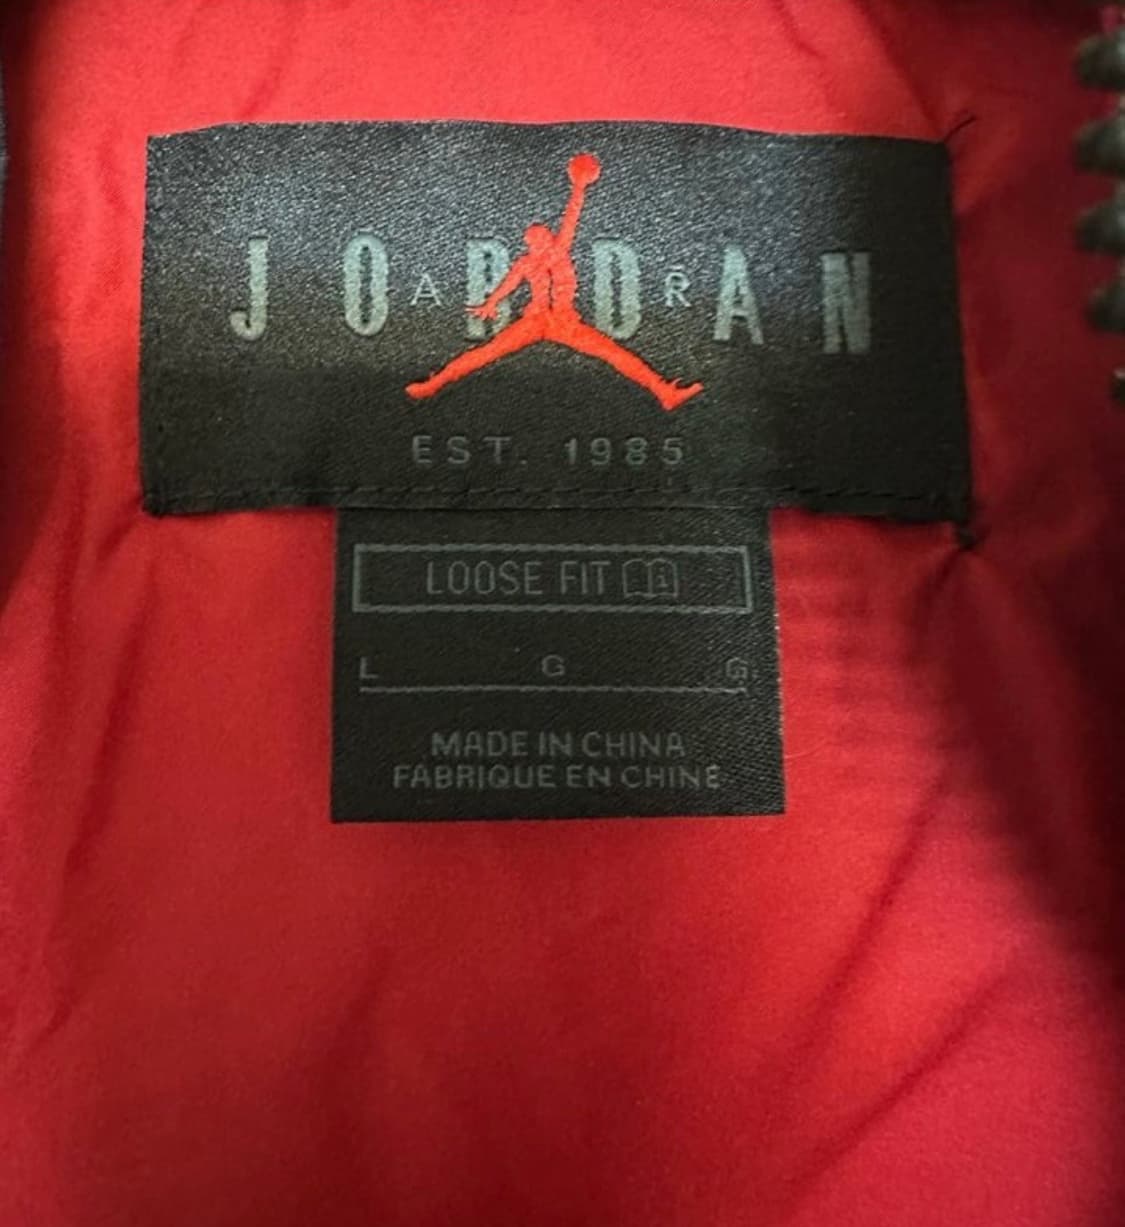 JORDAN
A R
EST. 1985
LOOSE FIT
L G G
MADE IN CHINA
FABRIQUE EN CHINE